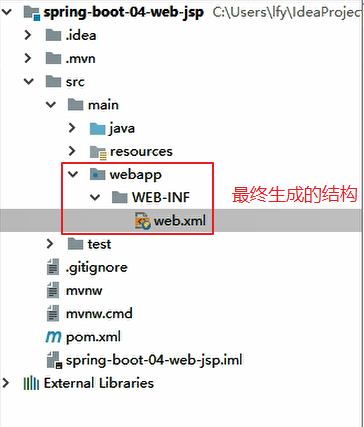 spring-boot-04-web-jsp C:\Users\lfy\IdeaProject
.idea
.mvn
src
main
java
resources
webapp
WEB-INF
最终生成的结构
web.xml
test
.gitignore
mvnw
mvnw.cmd
pom.xml
spring-boot-04-web-jsp.iml
External Libraries